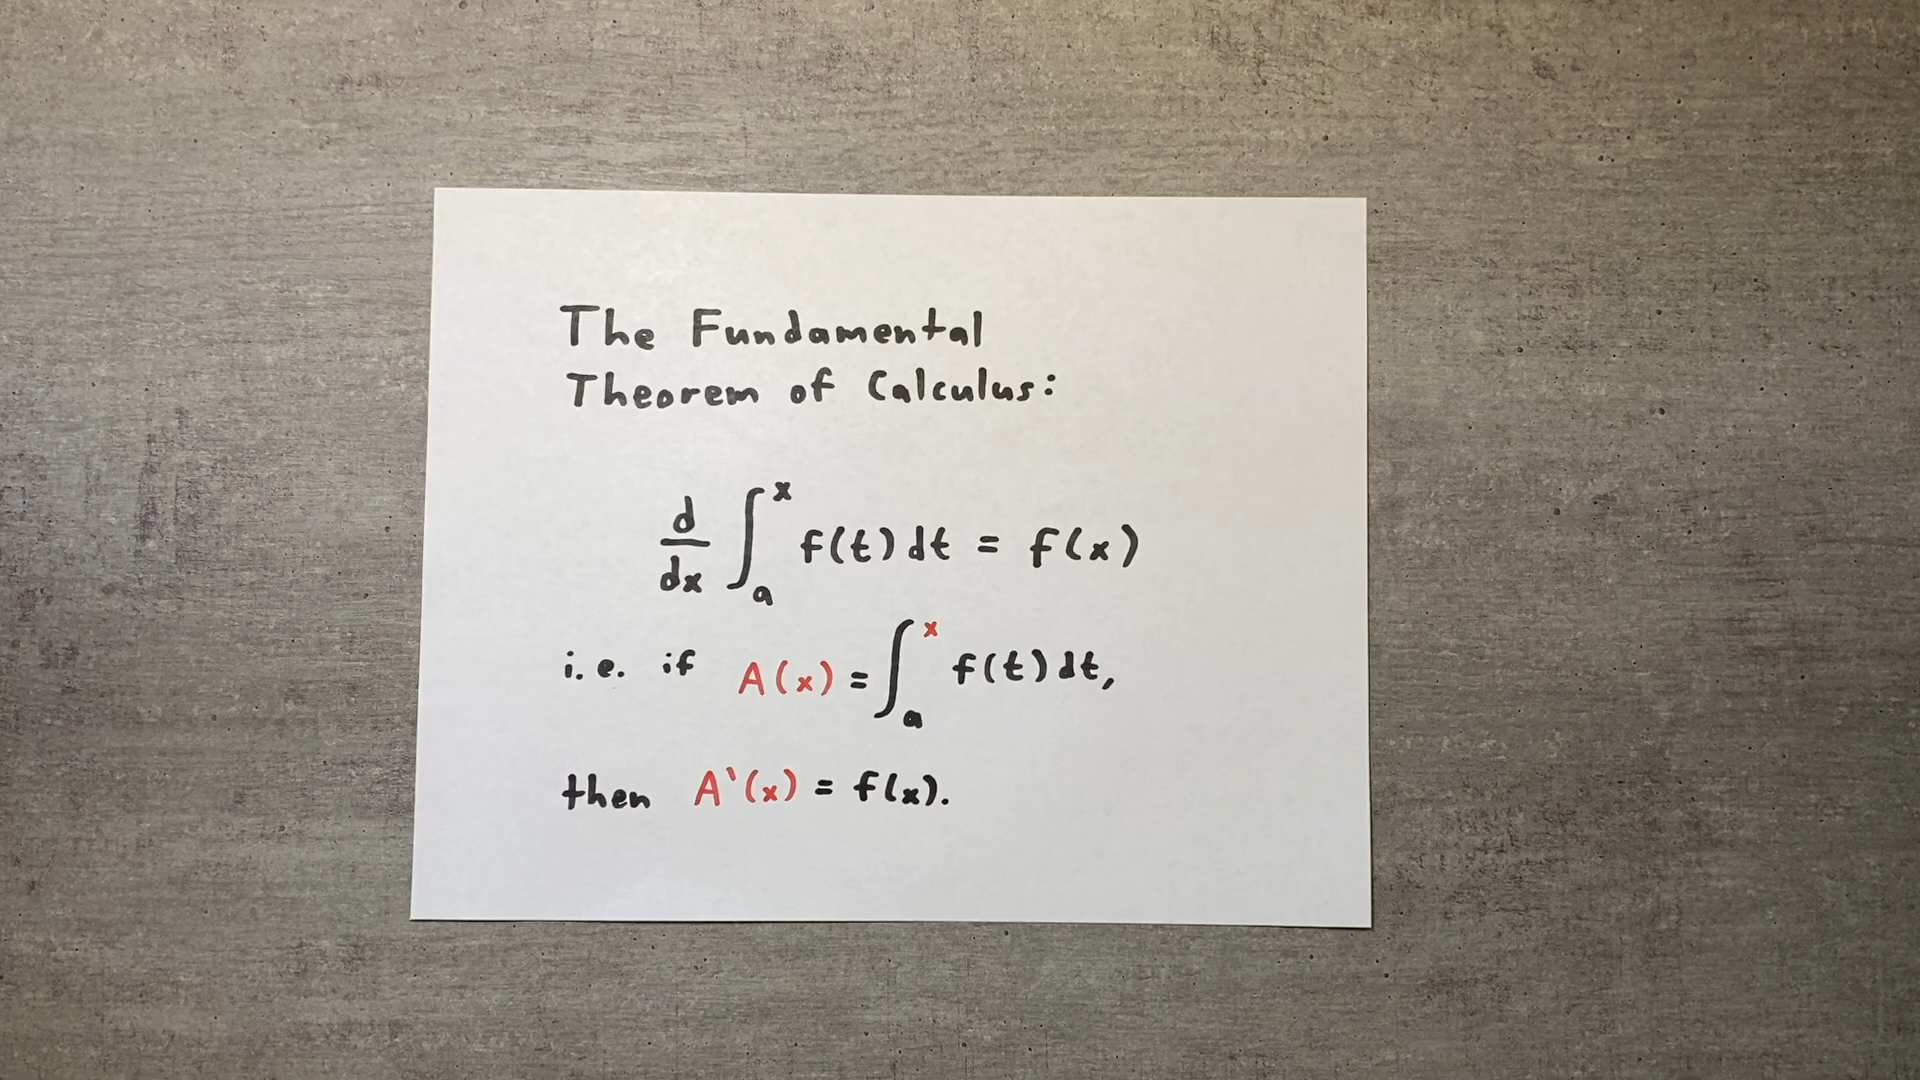 The Fundamental
Theorem of Calculus:
d/dx ∫ₐˣ f(t) dt = f(x)
i.e. if A(x) = ∫ₐˣ f(t) dt,
then A'(x) = f(x).